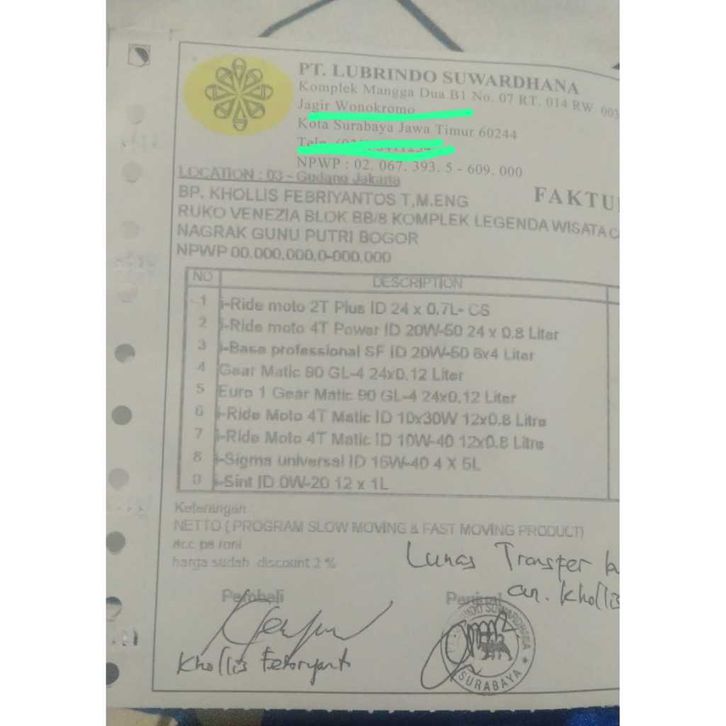 PT. LUBRINDO SUWARDHANA
Komplek Mangga Dua B1 No. 07 RT. 014 RW. 003
Jagir Wonokromo
Kota Surabaya Jawa Timur 60244
Telp.
NPWP : 02. 067. 393. 5 - 609. 000
LOCATION : 03 - Gudang Jakarta
FAKTU
BP. KHOLLIS FEBRIYANTOS T,M.ENG
RUKO VENEZIA BLOK BB/8 KOMPLEK LEGENDA WISATA C
NAGRAK GUNU PUTRI BOGOR
NPWP 00.000.000.0-000.000
NO DESCRIPTION
1 i-Ride moto 2T Plus ID 24 x 0.7L- CS
2 i-Ride moto 4T Power ID 20W-50 24 x 0.8 Liter
3 i-Base professional SF ID 20W-50 6x4 Liter
4 Gear Matic 90 GL-4 24x0.12 Liter
5 Euro 1 Gear Matic 90 GL-4 24x0.12 Liter
6 i-Ride Moto 4T Matic ID 10x30W 12x0.8 Litre
7 i-Ride Moto 4T Matic ID 10W-40 12x0.8 Litre
8 i-Sigma universal ID 15W-40 4 X 5L
9 i-Sint ID 0W-20 12 x 1L
Keterangan
NETTO ( PROGRAM SLOW MOVING & FAST MOVING PRODUCT)
acc pa roni
harga sudah discount 2 %
Lunas Transfer
an. Khollis
Pembeli
Khollis
SUWARDHANA
SURABAYA